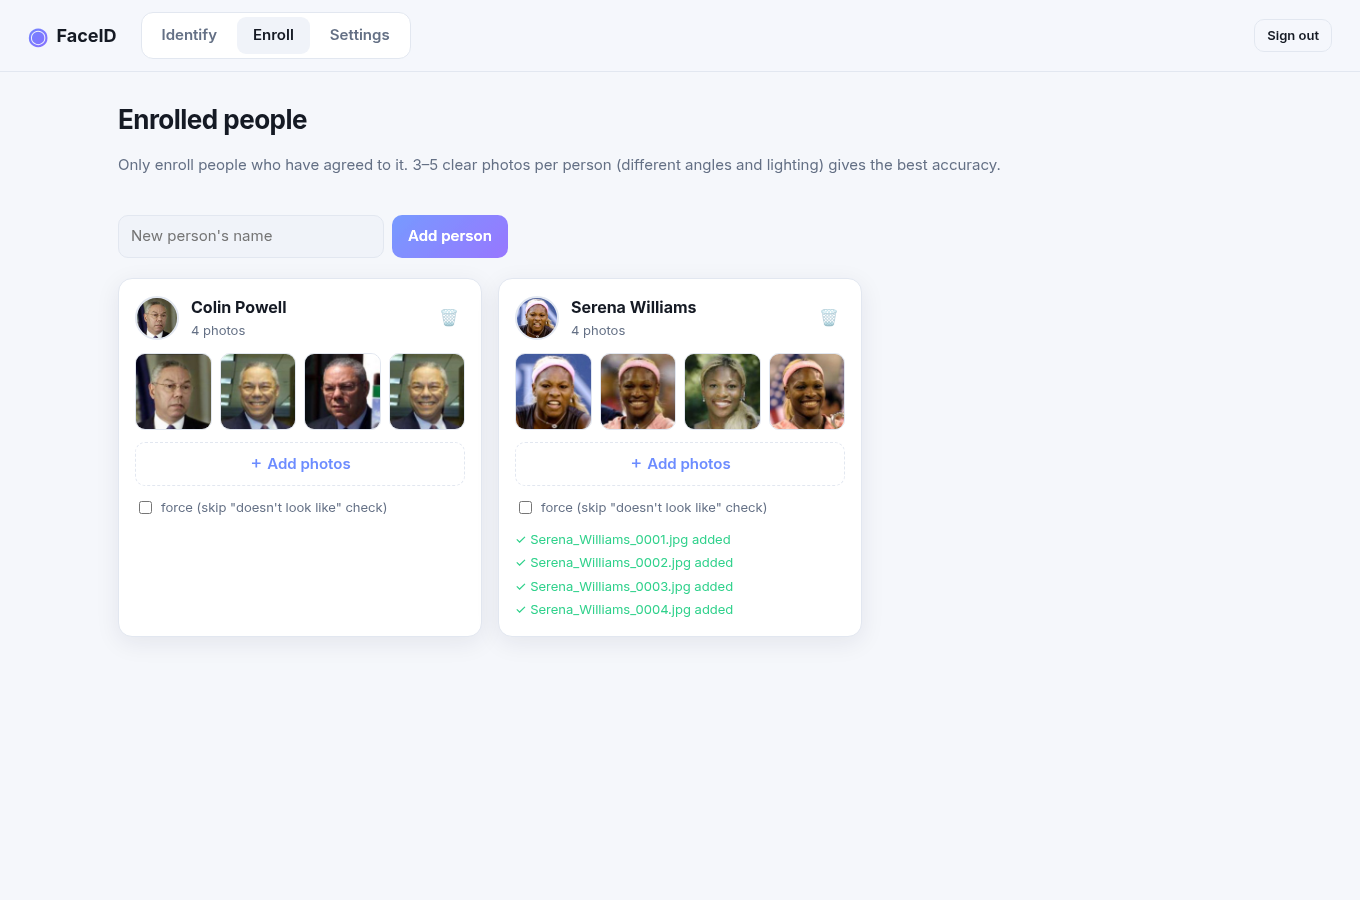 FaceID
Identify
Enroll
Settings
Sign out
Enrolled people
Only enroll people who have agreed to it. 3–5 clear photos per person (different angles and lighting) gives the best accuracy.
New person's name
Add person
Colin Powell
4 photos
+ Add photos
force (skip "doesn't look like" check)
Serena Williams
4 photos
+ Add photos
force (skip "doesn't look like" check)
✓ Serena_Williams_0001.jpg added
✓ Serena_Williams_0002.jpg added
✓ Serena_Williams_0003.jpg added
✓ Serena_Williams_0004.jpg added